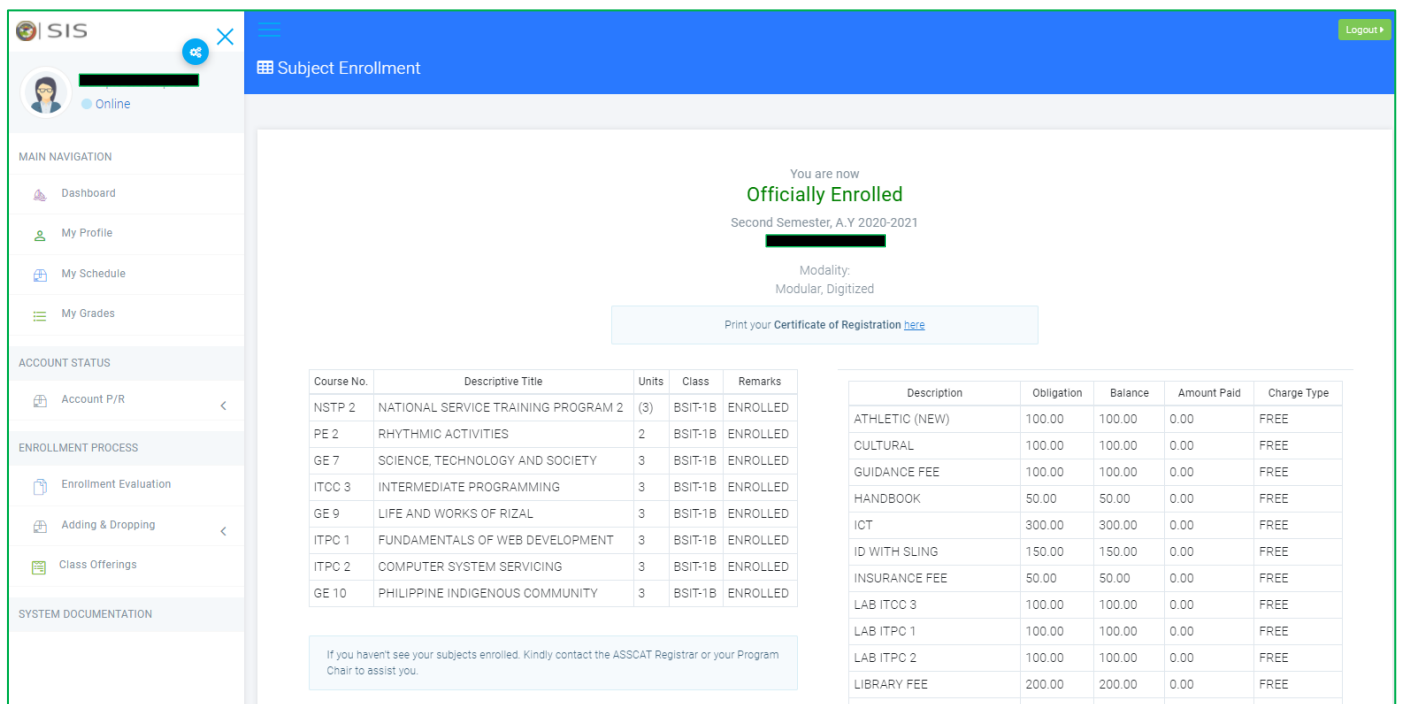 SIS
Online
MAIN NAVIGATION
Dashboard
My Profile
My Schedule
My Grades
ACCOUNT STATUS
Account P/R
ENROLLMENT PROCESS
Enrollment Evaluation
Adding & Dropping
Class Offerings
SYSTEM DOCUMENTATION
Logout
Subject Enrollment
You are now
Officially Enrolled
Second Semester, A.Y 2020-2021
Modality:
Modular, Digitized
Print your Certificate of Registration here
Course No. Descriptive Title Units Class Remarks
NSTP 2 NATIONAL SERVICE TRAINING PROGRAM 2 (3) BSIT-1B ENROLLED
PE 2 RHYTHMIC ACTIVITIES 2 BSIT-1B ENROLLED
GE 7 SCIENCE, TECHNOLOGY AND SOCIETY 3 BSIT-1B ENROLLED
ITCC 3 INTERMEDIATE PROGRAMMING 3 BSIT-1B ENROLLED
GE 9 LIFE AND WORKS OF RIZAL 3 BSIT-1B ENROLLED
ITPC 1 FUNDAMENTALS OF WEB DEVELOPMENT 3 BSIT-1B ENROLLED
ITPC 2 COMPUTER SYSTEM SERVICING 3 BSIT-1B ENROLLED
GE 10 PHILIPPINE INDIGENOUS COMMUNITY 3 BSIT-1B ENROLLED
If you haven't see your subjects enrolled. Kindly contact the ASSCAT Registrar or your Program
Chair to assist you.
Description Obligation Balance Amount Paid Charge Type
ATHLETIC (NEW) 100.00 100.00 0.00 FREE
CULTURAL 100.00 100.00 0.00 FREE
GUIDANCE FEE 100.00 100.00 0.00 FREE
HANDBOOK 50.00 50.00 0.00 FREE
ICT 300.00 300.00 0.00 FREE
ID WITH SLING 150.00 150.00 0.00 FREE
INSURANCE FEE 50.00 50.00 0.00 FREE
LAB ITCC 3 100.00 100.00 0.00 FREE
LAB ITPC 1 100.00 100.00 0.00 FREE
LAB ITPC 2 100.00 100.00 0.00 FREE
LIBRARY FEE 200.00 200.00 0.00 FREE